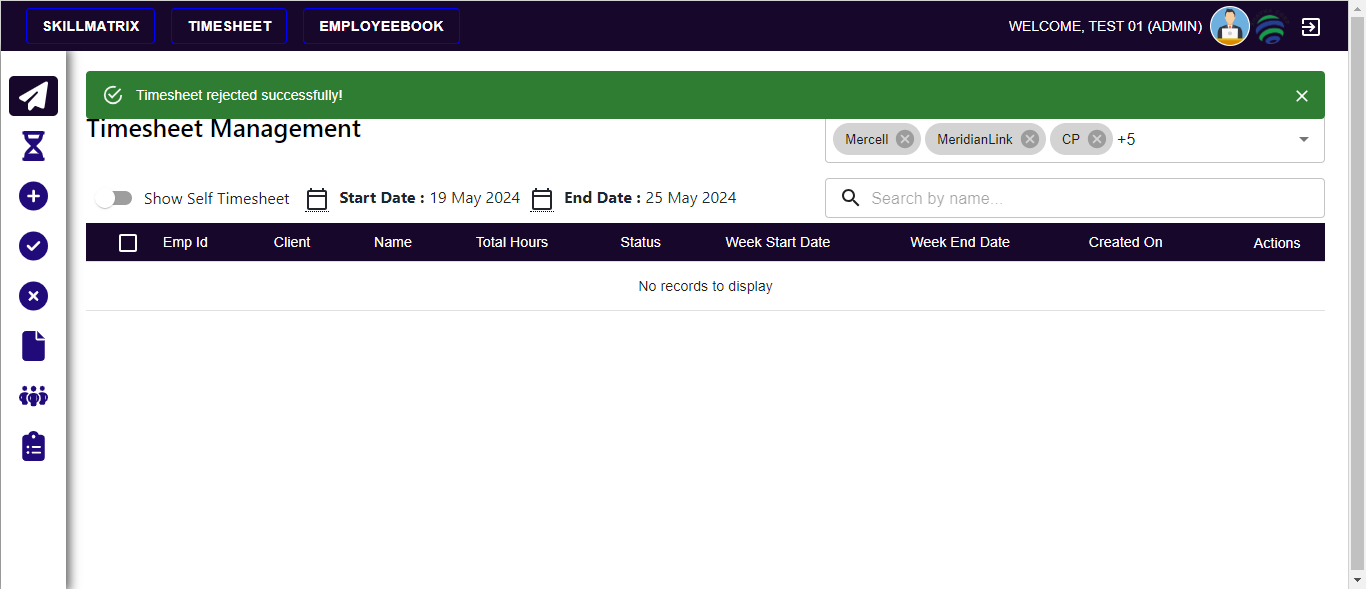 SKILLMATRIX TIMESHEET EMPLOYEEBOOK WELCOME, TEST 01 (ADMIN)
Timesheet rejected successfully!
Timesheet Management
Mercell MeridianLink CP +5
Show Self Timesheet Start Date : 19 May 2024 End Date : 25 May 2024 Search by name...
Emp Id Client Name Total Hours Status Week Start Date Week End Date Created On Actions
No records to display